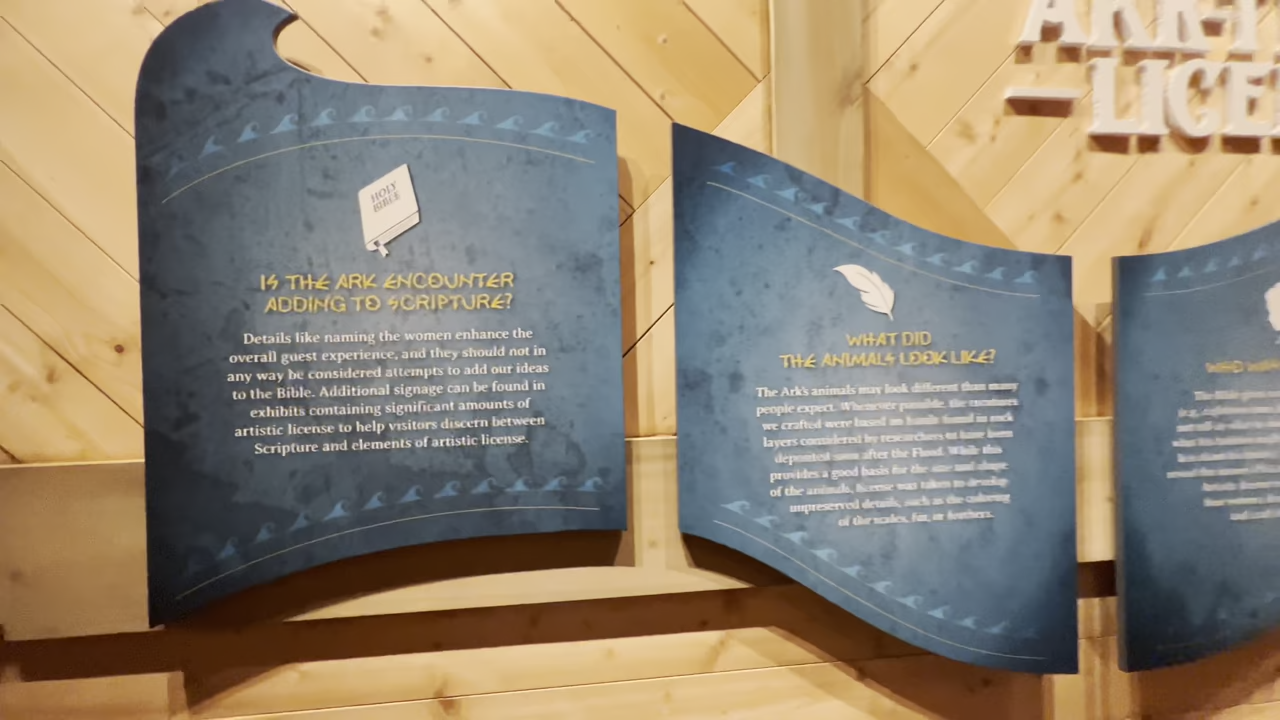 ARK-T
LICE
HOLY
BIBLE
IS THE ARK ENCOUNTER
ADDING TO SCRIPTURE?
Details like naming the women enhance the
overall guest experience, and they should not in
any way be considered attempts to add our ideas
to the Bible. Additional signage can be found in
exhibits containing significant amounts of
artistic license to help visitors discern between
Scripture and elements of artistic license.
WHAT DID
THE ANIMALS LOOK LIKE?
The Ark's animals may look different than many
people expect. Whenever possible, the creatures
we crafted were based on fossils found in rock
layers considered by researchers to have been
deposited soon after the Flood. While this
provides a good basis for the size and shape
of the animals, license was taken to develop
unpreserved details, such as the coloring
of the scales, fur, or feathers.